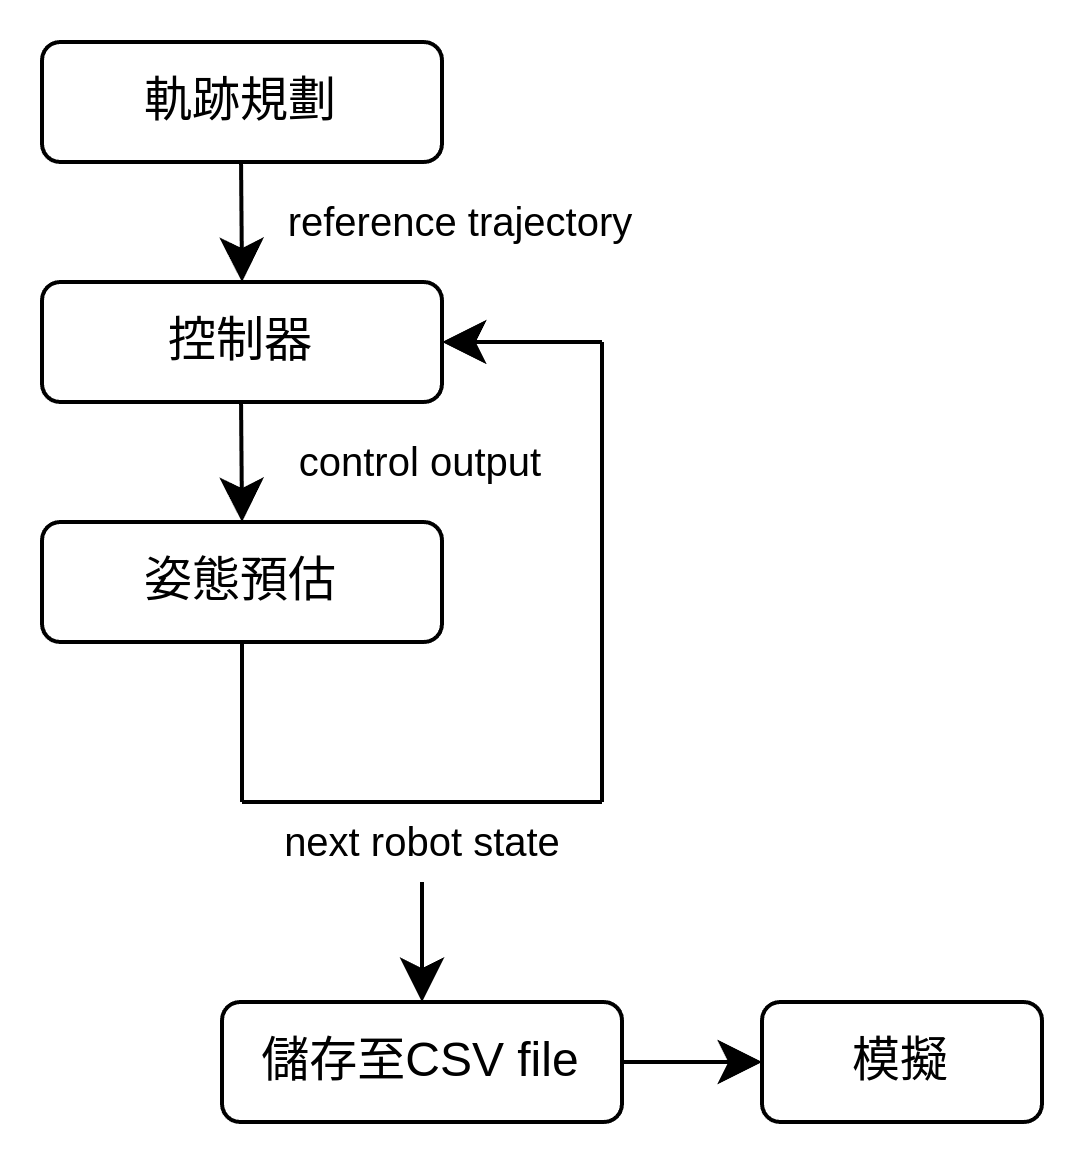 軌跡規劃
reference trajectory
控制器
control output
姿態預估
next robot state
儲存至CSV file
模擬